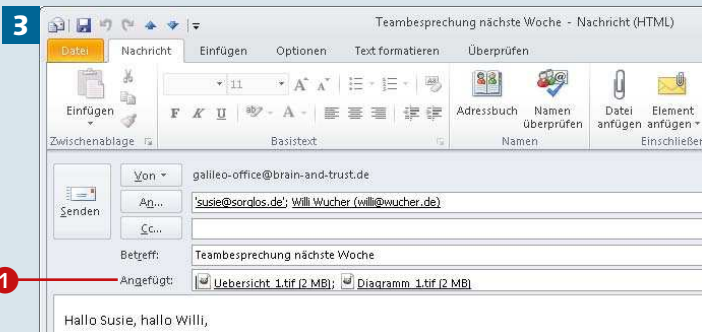 3
Teambesprechung nächste Woche - Nachricht (HTML)
Datei Nachricht Einfügen Optionen Text formatieren Überprüfen
11
Einfügen
F K U
Adressbuch Namen überprüfen Datei anfügen Element anfügen
Zwischenablage Basistext Namen Einschließen
Von galileo-office@brain-and-trust.de
Senden
An... 'susie@sorglos.de'; Willi Wucher (willi@wucher.de)
Cc...
Betreff: Teambesprechung nächste Woche
1 Angefügt: Uebersicht 1.tif (2 MB); Diagramm 1.tif (2 MB)
Hallo Susie, hallo Willi,